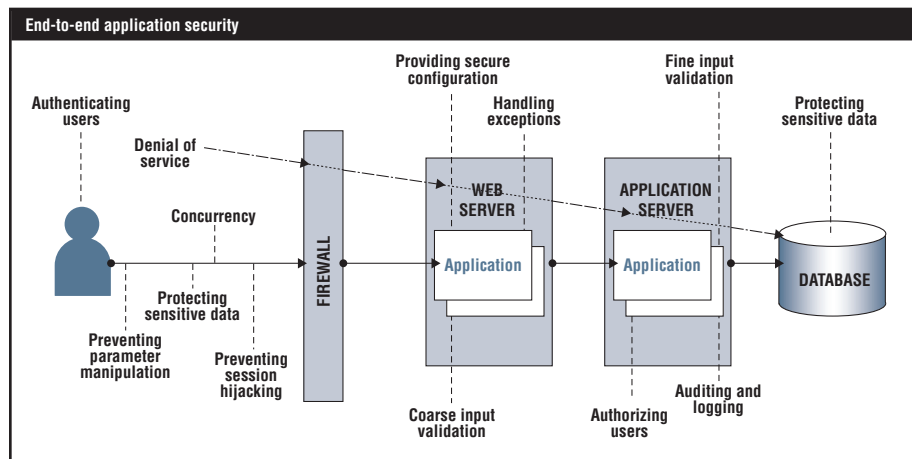 End-to-end application security
Providing secure
configuration
Fine input
validation
Authenticating
users
Handling
exceptions
Protecting
sensitive data
Denial of
service
WEB
SERVER
APPLICATION
SERVER
Concurrency
FIREWALL
Application
Application
DATABASE
Protecting
sensitive data
Preventing
parameter
manipulation
Preventing
session
hijacking
Coarse input
validation
Authorizing
users
Auditing and
logging